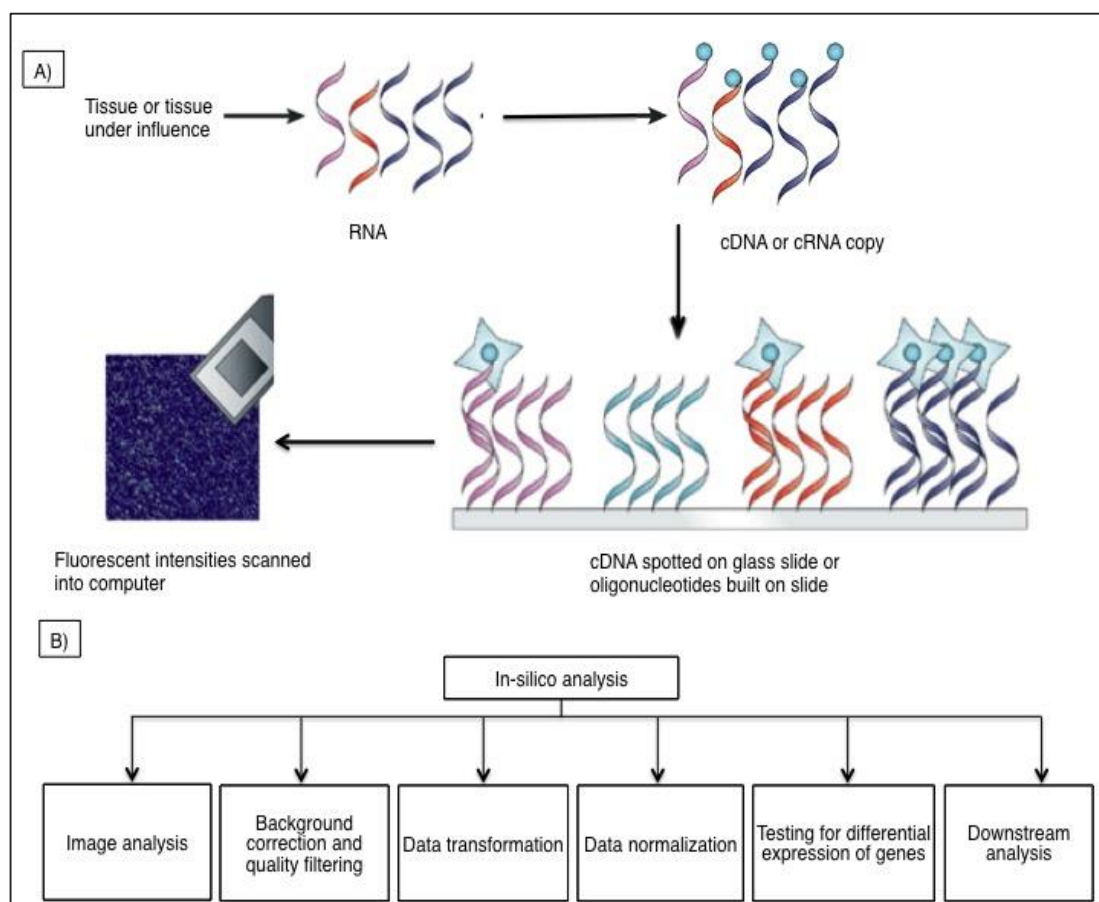 A)
Tissue or tissue
under influence
RNA
cDNA or cRNA copy
Fluorescent intensities scanned
into computer
cDNA spotted on glass slide or
oligonucleotides built on slide
B)
In-silico analysis
Image analysis
Background
correction and
quality filtering
Data transformation
Data normalization
Testing for differential
expression of genes
Downstream
analysis